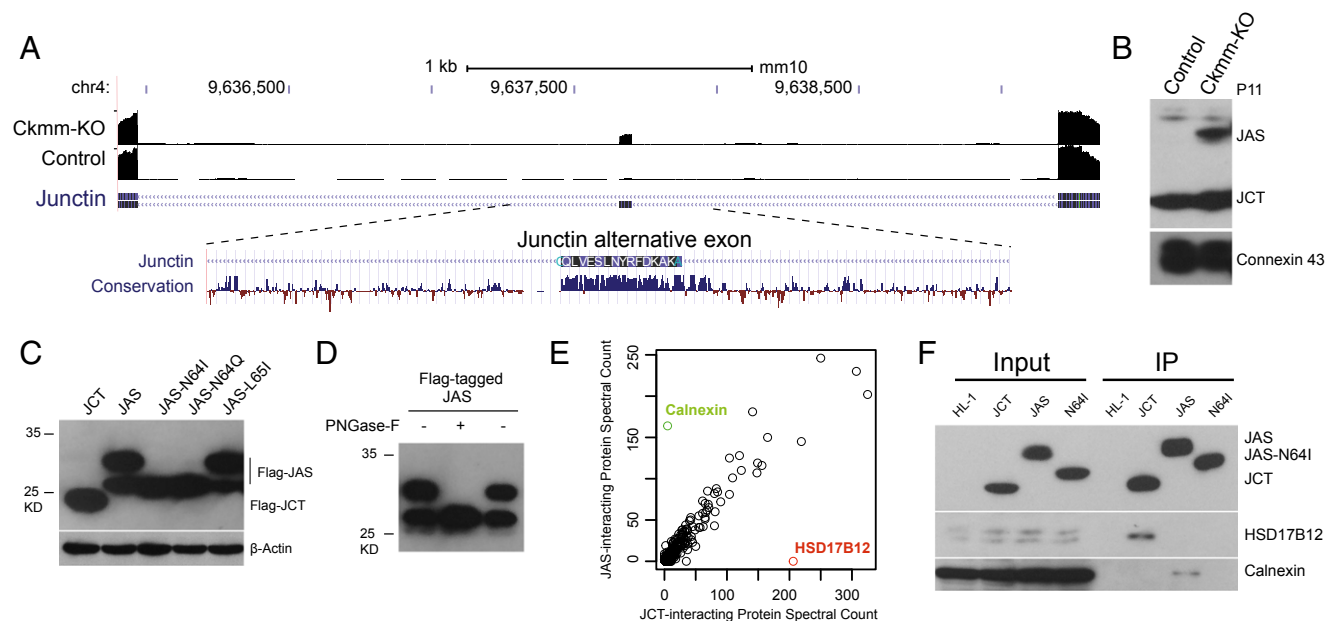 A
1 kb mm10
chr4: 9,636,500 9,637,500 9,638,500
Ckmm-KO
Control
Junctin
Junctin alternative exon
Junctin QLVESLNYRFDKAKA
Conservation
B
Control Ckmm-KO
P11
JAS
JCT
Connexin 43
C
JCT JAS JAS-N64I JAS-N64Q JAS-L65I
35
25
KD
Flag-JAS
Flag-JCT
β-Actin
D
Flag-tagged
JAS
PNGase-F - + -
35
25
KD
E
JAS-interacting Protein Spectral Count
250
150
50
0
Calnexin
HSD17B12
0 100 200 300
JCT-interacting Protein Spectral Count
F
Input IP
HL-1 JCT JAS N64I HL-1 JCT JAS N64I
JAS
JAS-N64I
JCT
HSD17B12
Calnexin